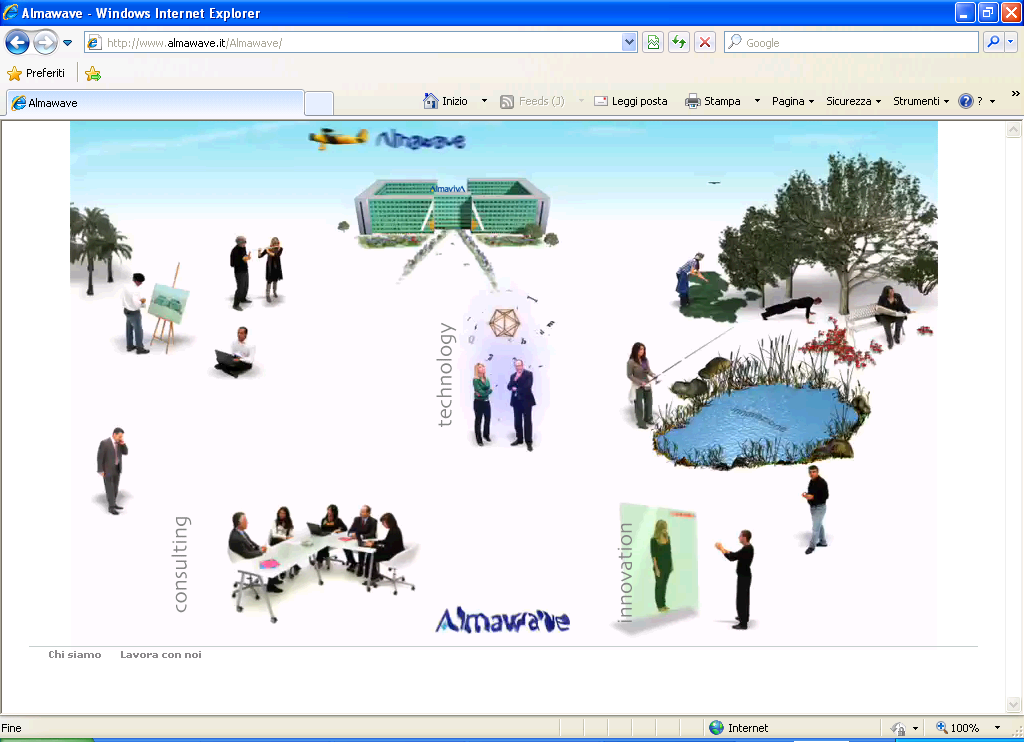 Almawave - Windows Internet Explorer
http://www.almawave.it/Almawave/
Google
Preferiti
Almawave
Inizio
Feeds (J)
Leggi posta
Stampa
Pagina
Sicurezza
Strumenti
?
»
Almawave
AlmavivA
technology
innovazione
consulting
innovation
Almawave
Chi siamo
Lavora con noi
Fine
Internet
100%